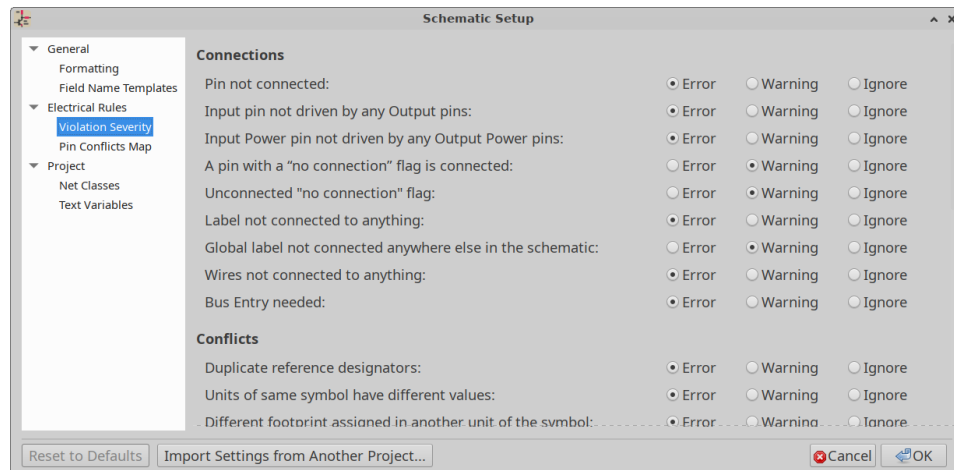 Schematic Setup
General
Formatting
Field Name Templates
Electrical Rules
Violation Severity
Pin Conflicts Map
Project
Net Classes
Text Variables
Connections
Pin not connected: Error Warning Ignore
Input pin not driven by any Output pins: Error Warning Ignore
Input Power pin not driven by any Output Power pins: Error Warning Ignore
A pin with a “no connection” flag is connected: Error Warning Ignore
Unconnected "no connection" flag: Error Warning Ignore
Label not connected to anything: Error Warning Ignore
Global label not connected anywhere else in the schematic: Error Warning Ignore
Wires not connected to anything: Error Warning Ignore
Bus Entry needed: Error Warning Ignore
Conflicts
Duplicate reference designators: Error Warning Ignore
Units of same symbol have different values: Error Warning Ignore
Different footprint assigned in another unit of the symbol: Error Warning Ignore
Reset to Defaults Import Settings from Another Project... Cancel OK